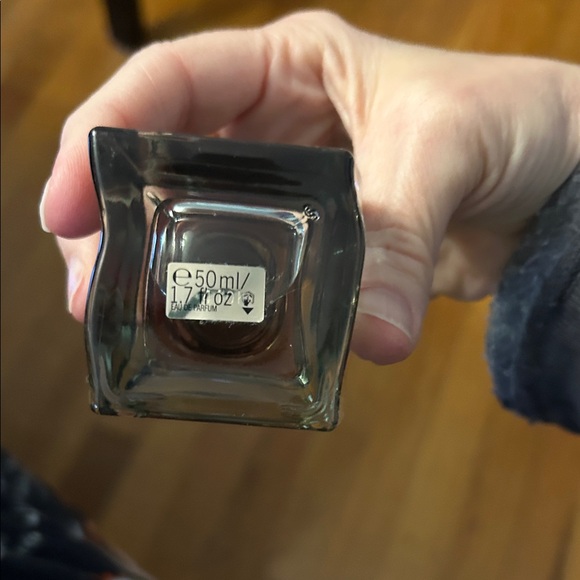 ℮50ml/
1.7 fl oz
EAU DE PARFUM